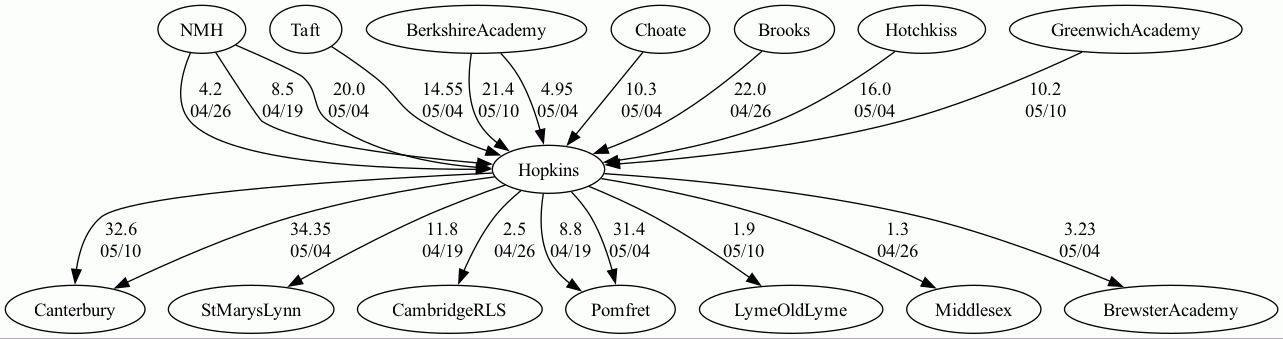 NMH
Taft
BerkshireAcademy
Choate
Brooks
Hotchkiss
GreenwichAcademy
4.2
04/26
8.5
04/19
20.0
05/04
14.55
05/04
21.4
05/10
4.95
05/04
10.3
05/04
22.0
04/26
16.0
05/04
10.2
05/10
Hopkins
32.6
05/10
34.35
05/04
11.8
04/19
2.5
04/26
8.8
04/19
31.4
05/04
1.9
05/10
1.3
04/26
3.23
05/04
Canterbury
StMarysLynn
CambridgeRLS
Pomfret
LymeOldLyme
Middlesex
BrewsterAcademy